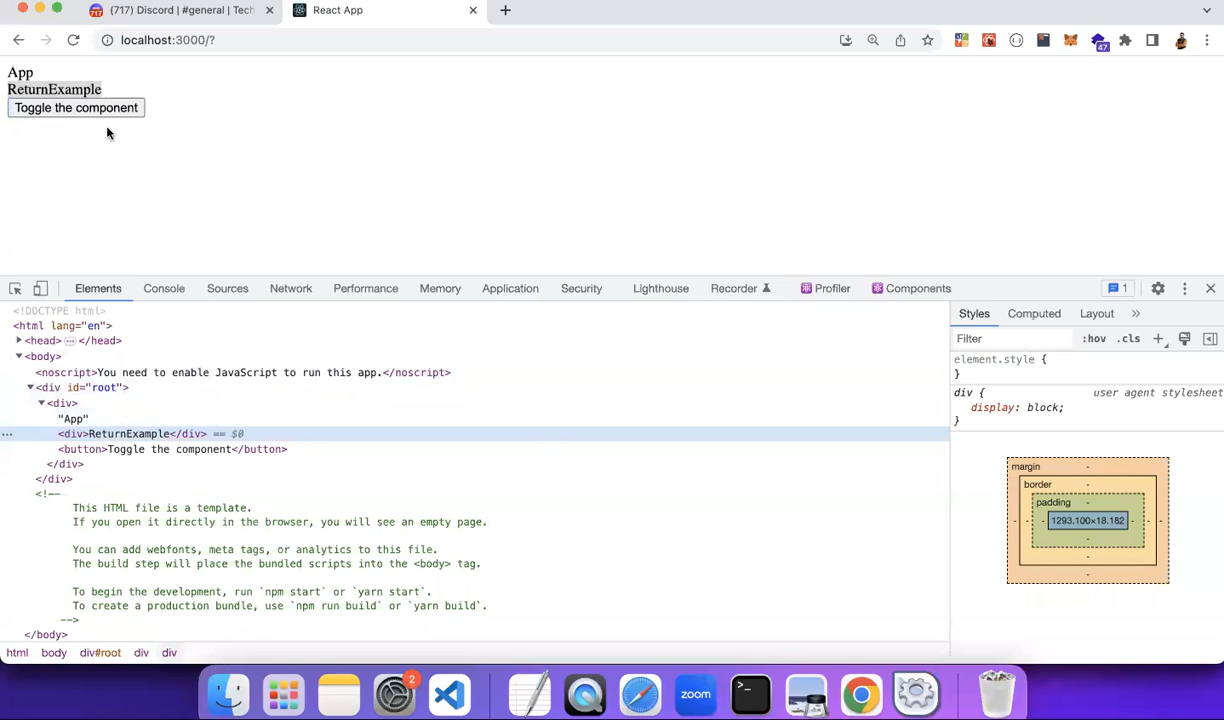 (717) Discord | #general | Tech
React App
localhost:3000/?
47
App
ReturnExample
Toggle the component
Elements Console Sources Network Performance Memory Application Security Lighthouse Recorder Profiler Components 1
<!DOCTYPE html>
<html lang="en">
<head> ••• </head>
<body>
<noscript>You need to enable JavaScript to run this app.</noscript>
<div id="root">
<div>
"App"
<div>ReturnExample</div> == $0
<button>Toggle the component</button>
</div>
</div>
<!--
This HTML file is a template.
If you open it directly in the browser, you will see an empty page.
You can add webfonts, meta tags, or analytics to this file.
The build step will place the bundled scripts into the <body> tag.
To begin the development, run `npm start` or `yarn start`.
To create a production bundle, use `npm run build` or `yarn build`.
-->
</body>
html body div#root div div
Styles Computed Layout »
Filter :hov .cls +
element.style {
}
div { user agent stylesheet
display: block;
}
margin -
border -
padding -
- - - 1293.100×18.182 - - -
-
-
-
2
zoom